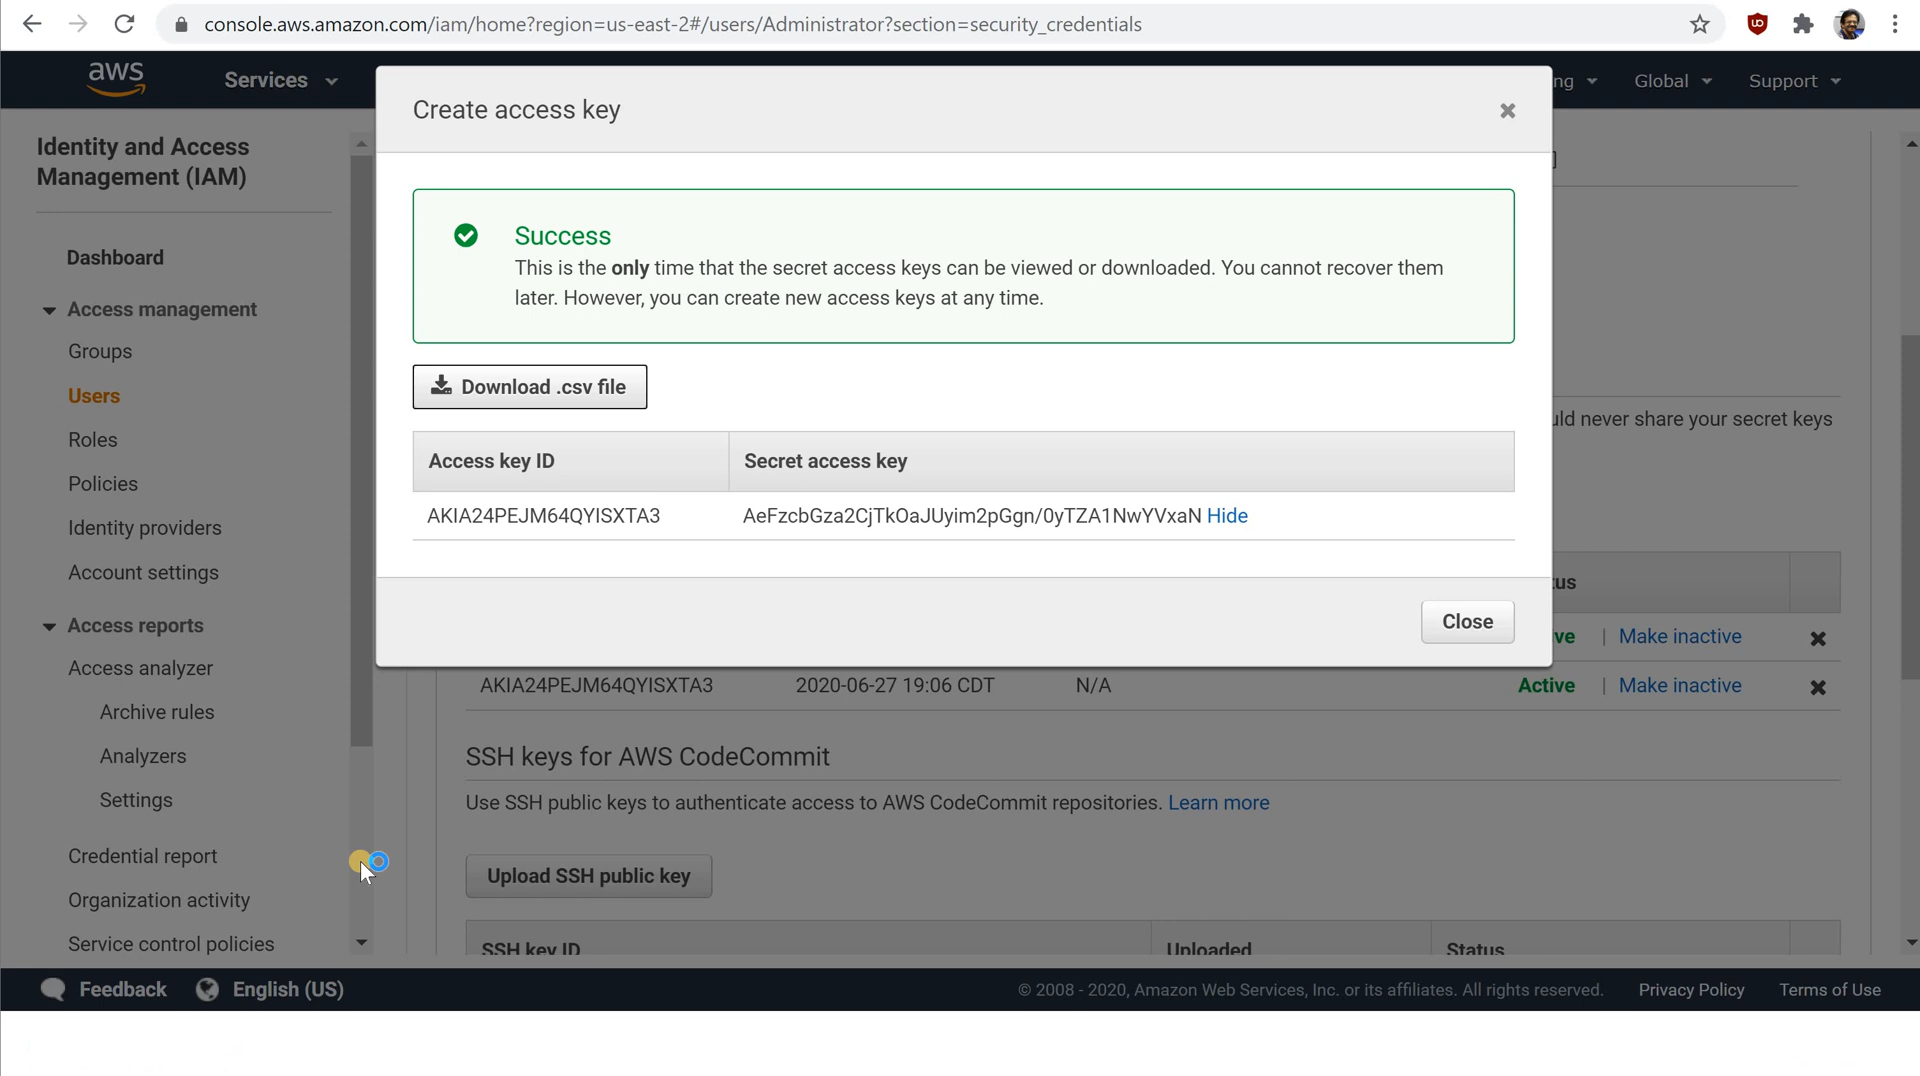 console.aws.amazon.com/iam/home?region=us-east-2#/users/Administrator?section=security_credentials
aws
Services
ng
Global
Support
Create access key
Identity and Access
Management (IAM)
Success
This is the only time that the secret access keys can be viewed or downloaded. You cannot recover them
later. However, you can create new access keys at any time.
Download .csv file
Access key ID
Secret access key
AKIA24PEJM64QYISXTA3
AeFzcbGza2CjTkOaJUyim2pGgn/0yTZA1NwYVxaN Hide
Close
Dashboard
Access management
Groups
Users
Roles
Policies
Identity providers
Account settings
Access reports
Access analyzer
Archive rules
Analyzers
Settings
Credential report
Organization activity
Service control policies
uld never share your secret keys
tus
ve | Make inactive
AKIA24PEJM64QYISXTA3 2020-06-27 19:06 CDT N/A Active | Make inactive
SSH keys for AWS CodeCommit
Use SSH public keys to authenticate access to AWS CodeCommit repositories. Learn more
Upload SSH public key
SSH key ID Uploaded Status
Feedback
English (US)
© 2008 - 2020, Amazon Web Services, Inc. or its affiliates. All rights reserved.
Privacy Policy
Terms of Use